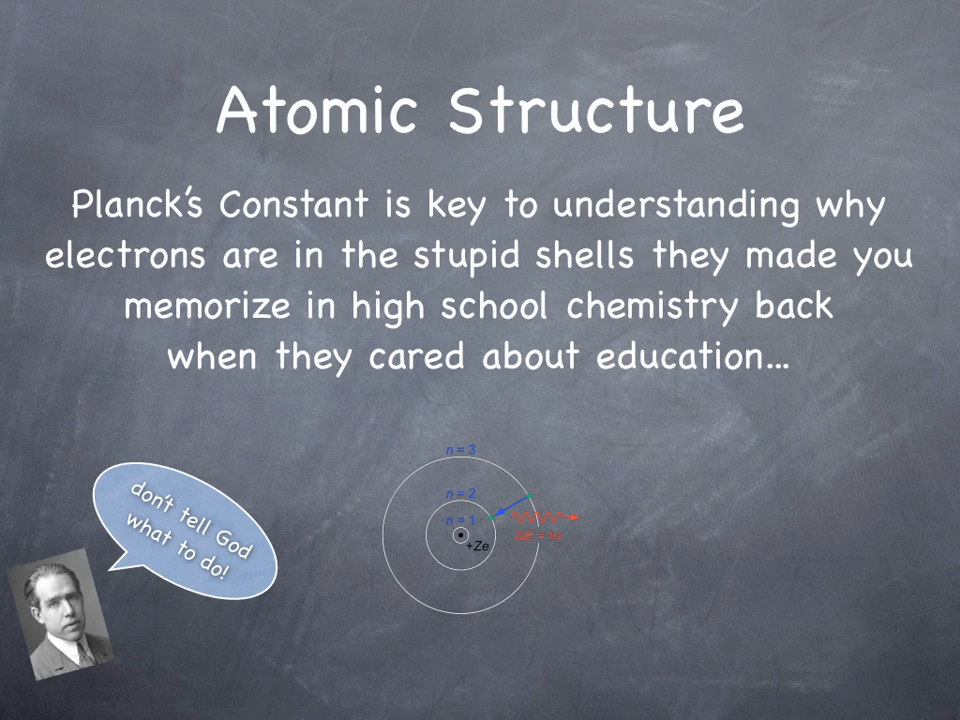 Atomic Structure
Planck's Constant is key to understanding why
electrons are in the stupid shells they made you
memorize in high school chemistry back
when they cared about education...
n = 3
n = 2
n = 1
+Ze
ΔE = hν
don't tell God
what to do!